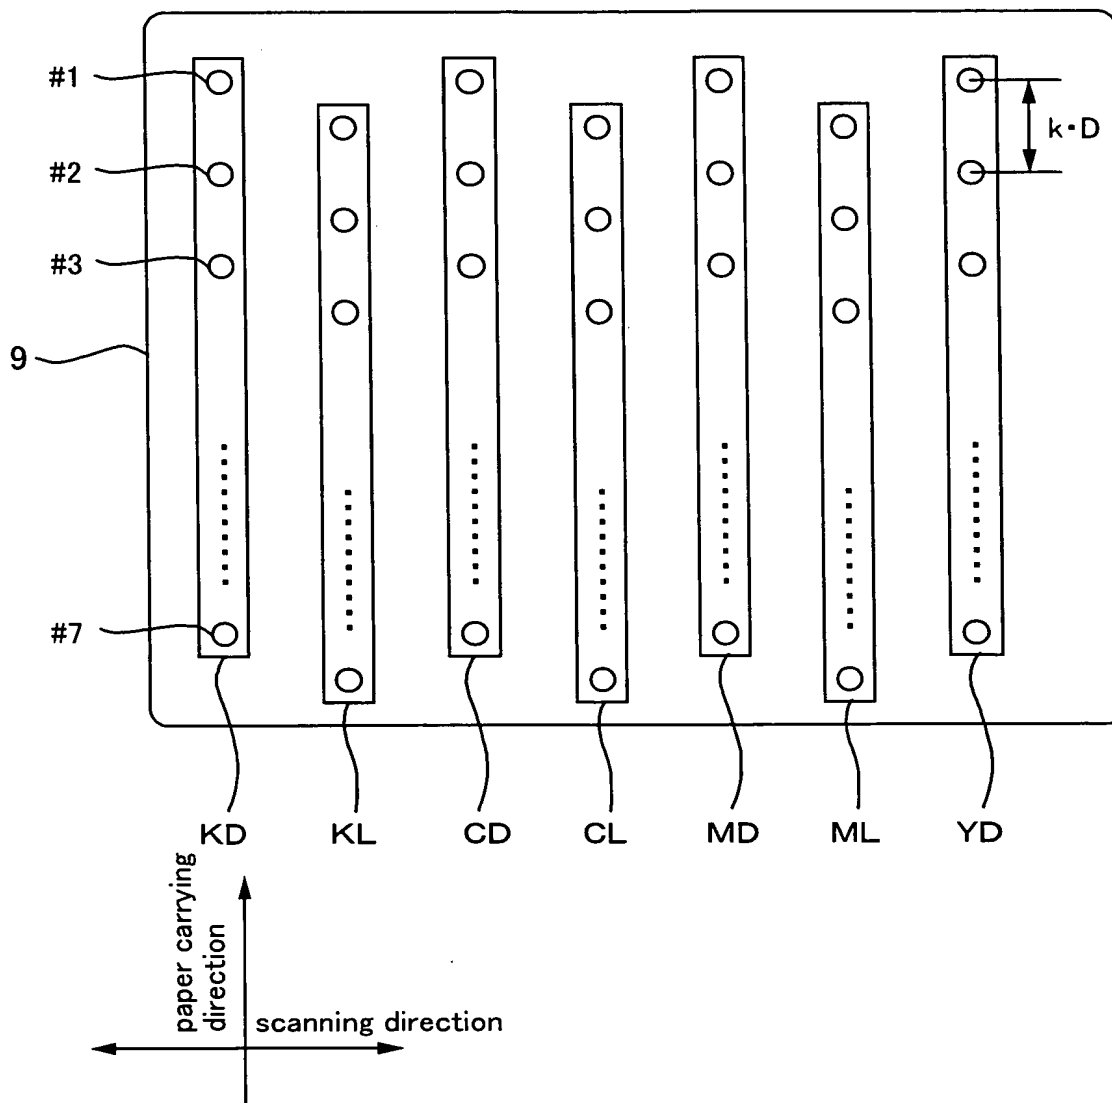 #1
#2
#3
k·D
9
#7
KD KL CD CL MD ML YD
paper carrying
direction
scanning direction